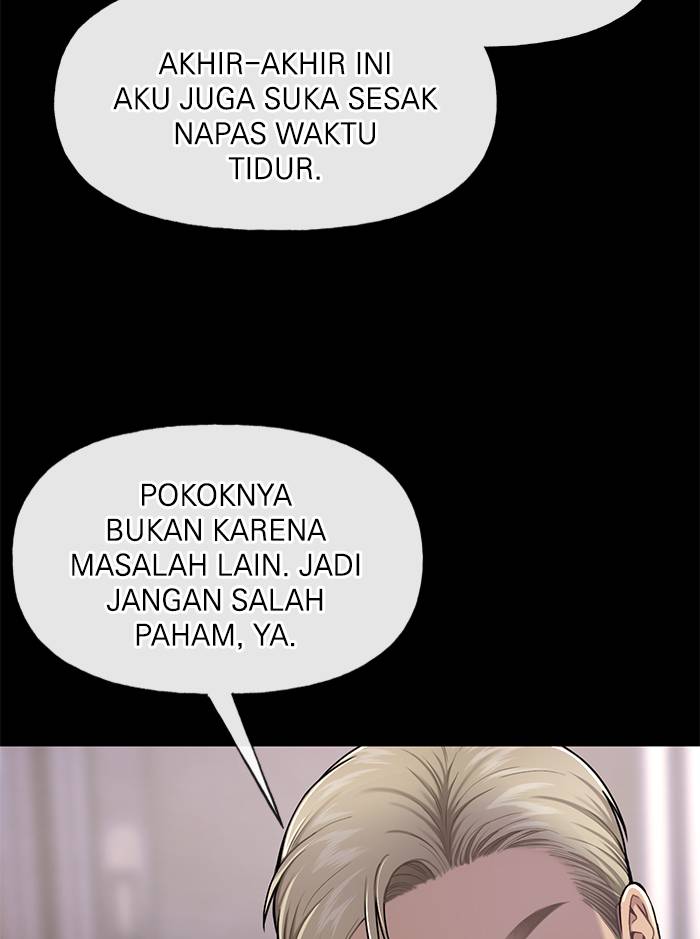 AKHIR-AKHIR INI
AKU JUGA SUKA SESAK
NAPAS WAKTU
TIDUR.
POKOKNYA
BUKAN KARENA
MASALAH LAIN. JADI
JANGAN SALAH
PAHAM, YA.